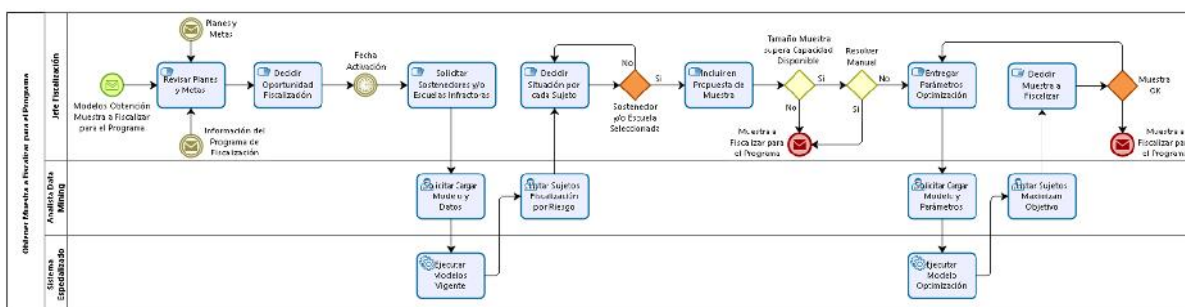 Obtener Muestra a Fiscalizar para el Programa
Jefe Fiscalización
Planes y
Metas
Modelos Obtención
Muestra a Fiscalizar
para el Programa
Revisar Planes
y Metas
Información del
Programa de
Fiscalización
Decidir
Oportunidad
Fiscalización
Fecha
Activación
Solicitar
Sostenedores y/o
Escuelas Infractoras
Decidir
Situación por
cada Sujeto
No
Si
Sostenedor
y/o Escuela
Seleccionada
Incluir en
Propuesta de
Muestra
Tamaño Muestra
supera Capacidad
Disponible
Si
No
Resolver
Manual
No
Si
Muestra a
Fiscalizar para
el Programa
Entregar
Parámetros
Optimización
Decidir
Muestra a
Fiscalizar
Muestra
OK
Muestra a
Fiscalizar para
el Programa
Analista Data
Mining
Solicitar Cargar
Modelo y
Datos
Listar Sujetos
Fiscalización
por Riesgo
Solicitar Cargar
Modelo y
Parámetros
Listar Sujetos
Maximizan
Objetivo
Sistema
Especializado
Ejecutar
Modelos
Vigente
Ejecutar
Modelo
Optimización